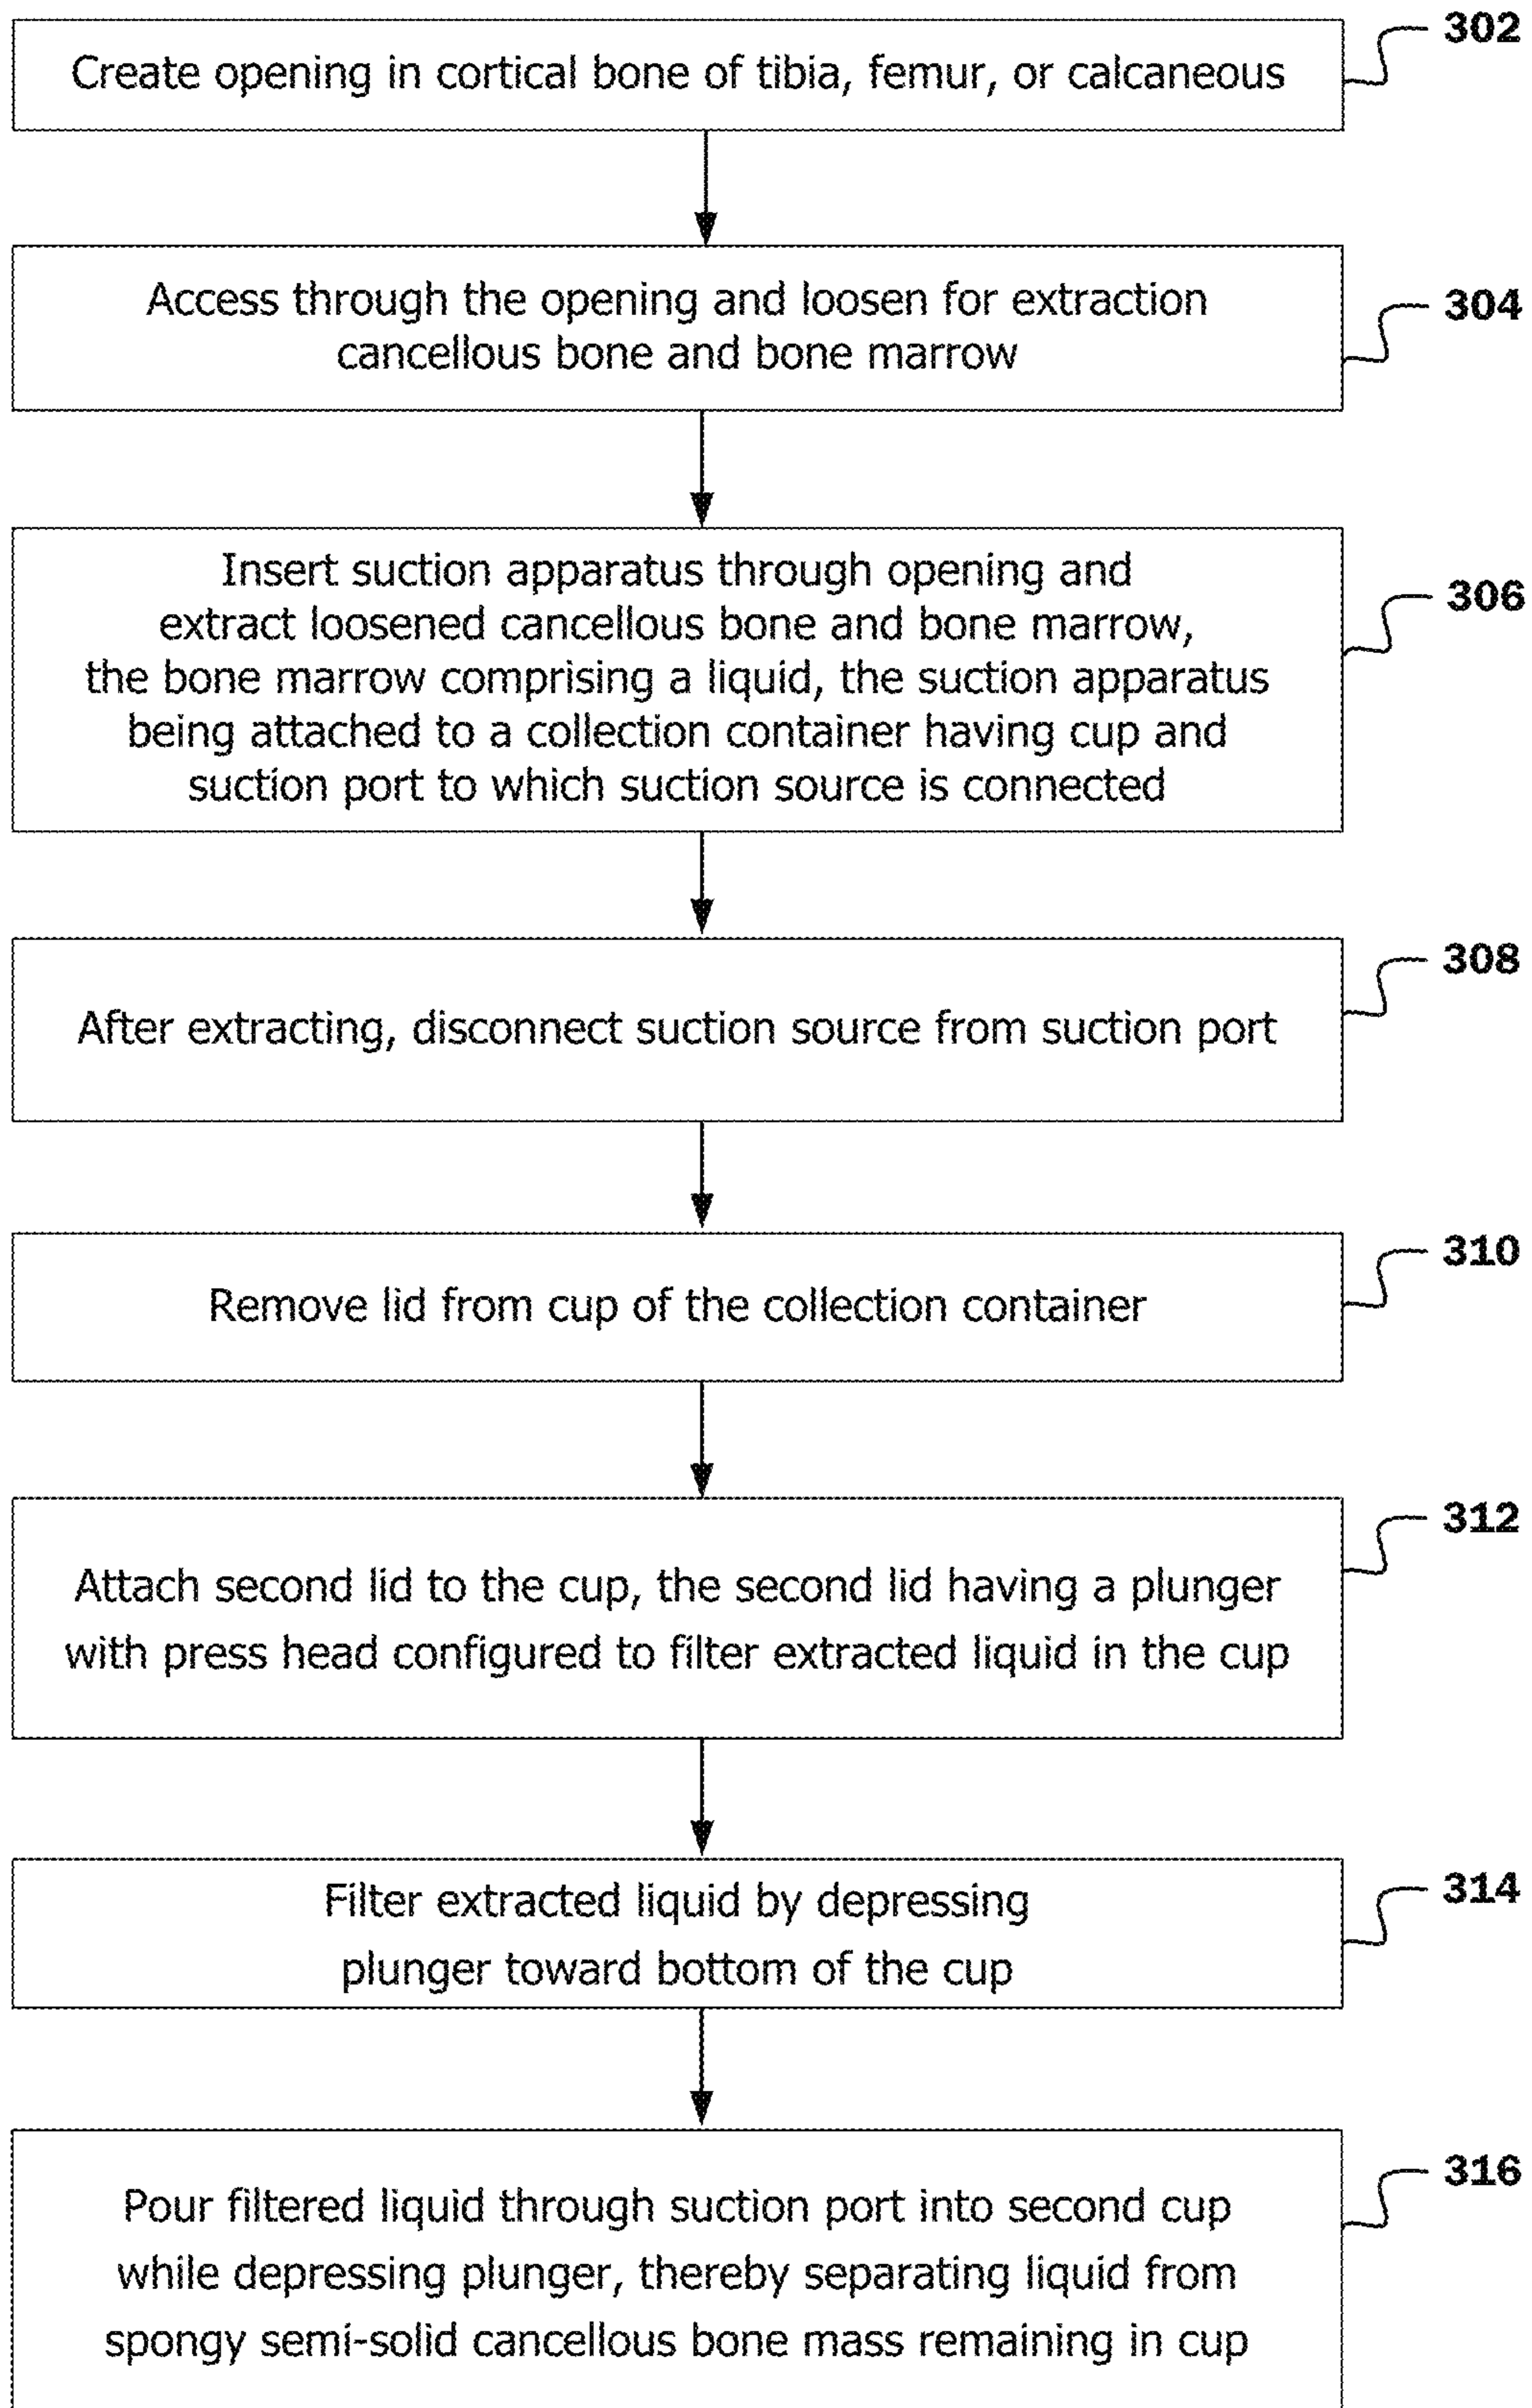 302
Create opening in cortical bone of tibia, femur, or calcaneous
304
Access through the opening and loosen for extraction
cancellous bone and bone marrow
306
Insert suction apparatus through opening and
extract loosened cancellous bone and bone marrow,
the bone marrow comprising a liquid, the suction apparatus
being attached to a collection container having cup and
suction port to which suction source is connected
308
After extracting, disconnect suction source from suction port
310
Remove lid from cup of the collection container
312
Attach second lid to the cup, the second lid having a plunger
with press head configured to filter extracted liquid in the cup
314
Filter extracted liquid by depressing
plunger toward bottom of the cup
316
Pour filtered liquid through suction port into second cup
while depressing plunger, thereby separating liquid from
spongy semi-solid cancellous bone mass remaining in cup